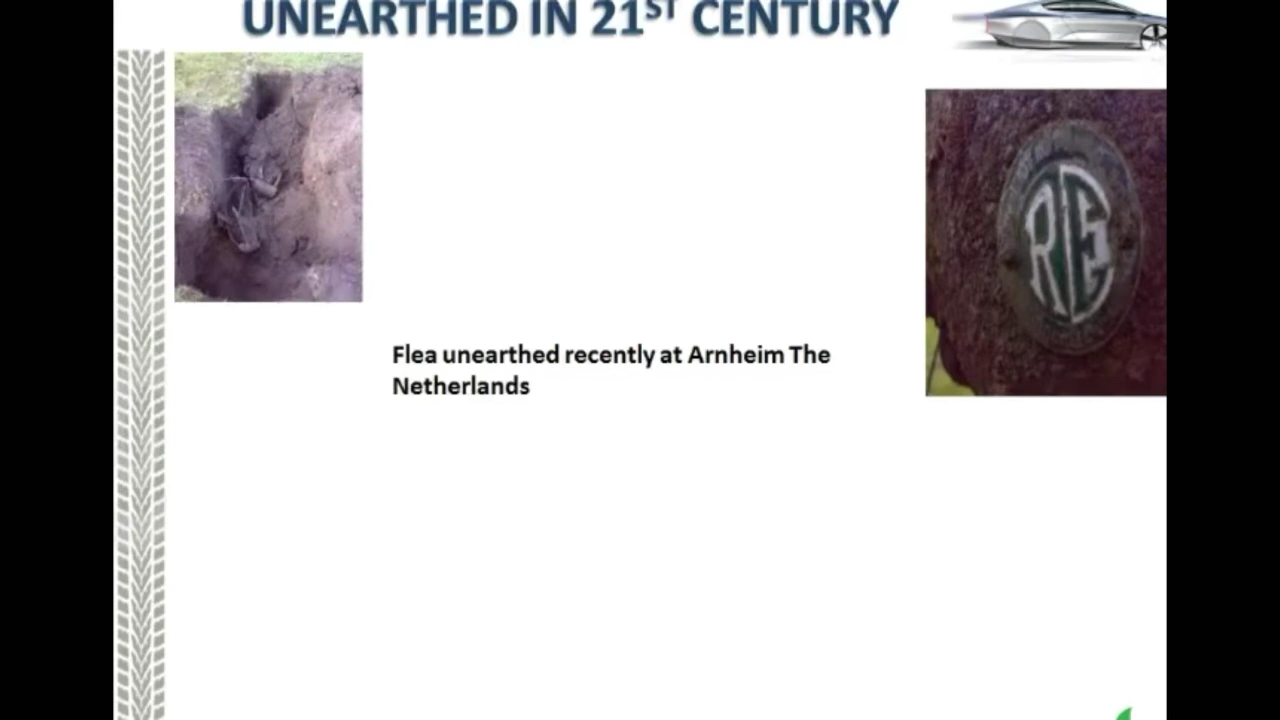 UNEARTHED IN 21ST CENTURY
RE
Flea unearthed recently at Arnheim The
Netherlands